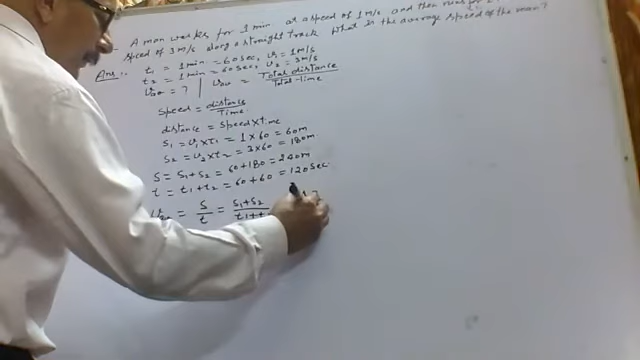 A man walks for 1 min at a speed of 1 m/s and then runs for 1
speed of 3 m/s along a straight track. What is the average speed of the man?
Ans:- t₁ = 1 min = 60 sec, v₁ = 1 m/s
t₂ = 1 min = 60 sec, v₂ = 3 m/s
vav = ? | vav = Total distance / Total time
speed = distance / Time
distance = speed × time
s₁ = v₁ × t₁ = 1 × 60 = 60 m
s₂ = v₂ × t₂ = 3 × 60 = 180 m.
s = s₁ + s₂ = 60 + 180 = 240 m
t = t₁ + t₂ = 60 + 60 = 120 sec.
= s / t = s₁ + s₂ / t₁ + t